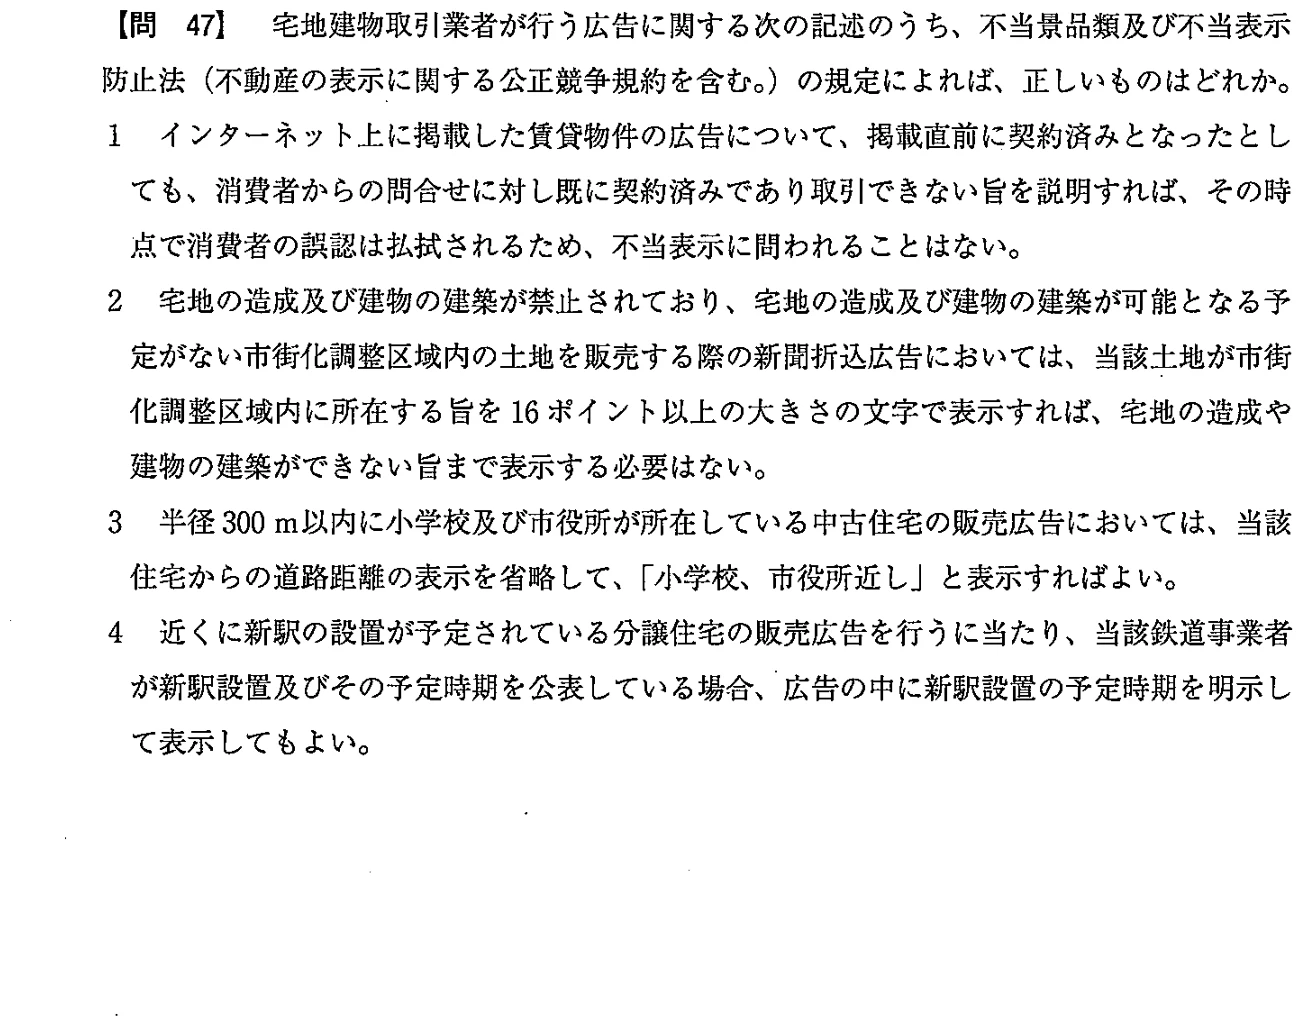 【問　47】　宅地建物取引業者が行う広告に関する次の記述のうち、不当景品類及び不当表示
防止法（不動産の表示に関する公正競争規約を含む。）の規定によれば、正しいものはどれか。
1　インターネット上に掲載した賃貸物件の広告について、掲載直前に契約済みとなったとし
ても、消費者からの問合せに対し既に契約済みであり取引できない旨を説明すれば、その時
点で消費者の誤認は払拭されるため、不当表示に問われることはない。
2　宅地の造成及び建物の建築が禁止されており、宅地の造成及び建物の建築が可能となる予
定がない市街化調整区域内の土地を販売する際の新聞折込広告においては、当該土地が市街
化調整区域内に所在する旨を 16 ポイント以上の大きさの文字で表示すれば、宅地の造成や
建物の建築ができない旨まで表示する必要はない。
3　半径 300 m以内に小学校及び市役所が所在している中古住宅の販売広告においては、当該
住宅からの道路距離の表示を省略して、「小学校、市役所近し」と表示すればよい。
4　近くに新駅の設置が予定されている分譲住宅の販売広告を行うに当たり、当該鉄道事業者
が新駅設置及びその予定時期を公表している場合、広告の中に新駅設置の予定時期を明示し
て表示してもよい。